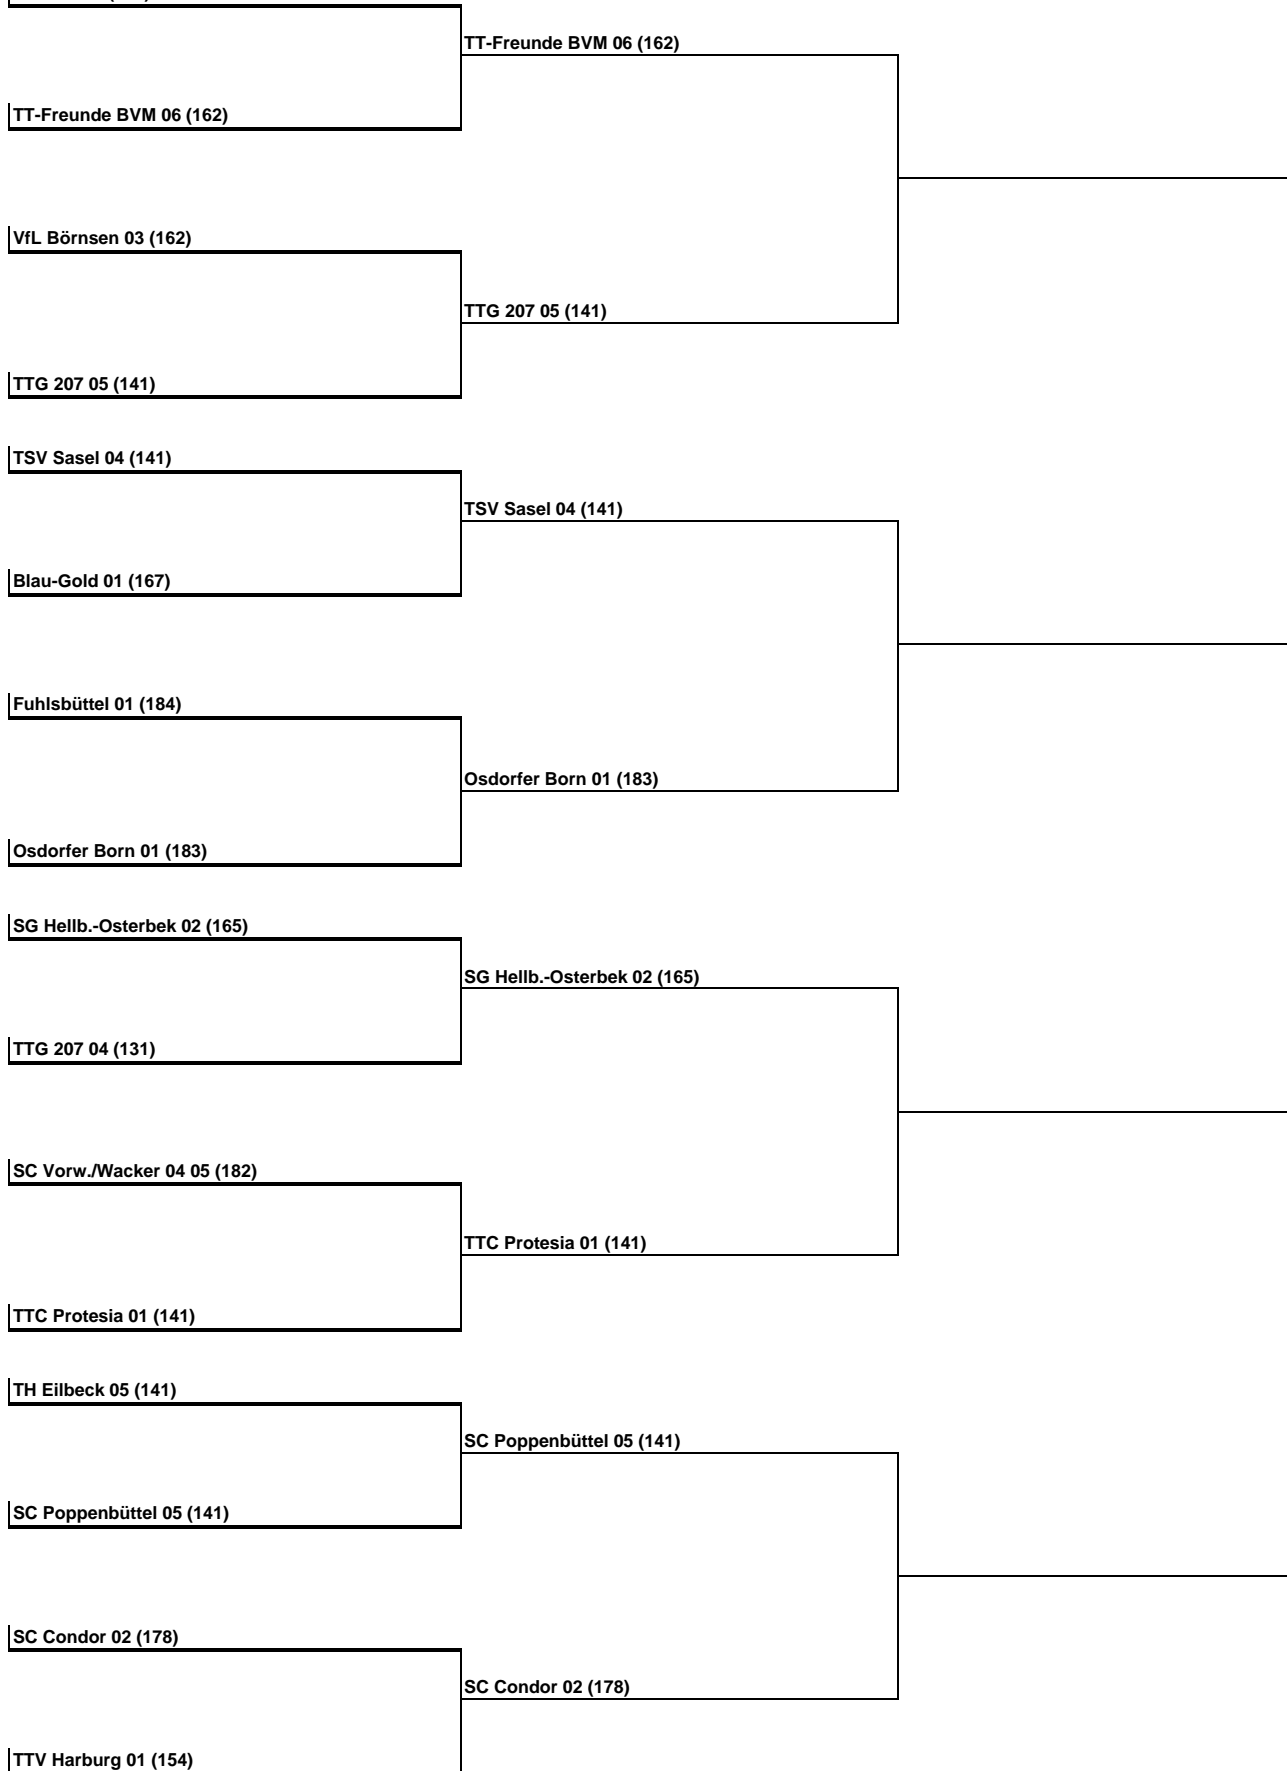 TT-Freunde BVM 06 (162)
TT-Freunde BVM 06 (162)
VfL Börnsen 03 (162)
TTG 207 05 (141)
TTG 207 05 (141)
TSV Sasel 04 (141)
TSV Sasel 04 (141)
Blau-Gold 01 (167)
Fuhlsbüttel 01 (184)
Osdorfer Born 01 (183)
Osdorfer Born 01 (183)
SG Hellb.-Osterbek 02 (165)
SG Hellb.-Osterbek 02 (165)
TTG 207 04 (131)
SC Vorw./Wacker 04 05 (182)
TTC Protesia 01 (141)
TTC Protesia 01 (141)
TH Eilbeck 05 (141)
SC Poppenbüttel 05 (141)
SC Poppenbüttel 05 (141)
SC Condor 02 (178)
SC Condor 02 (178)
TTV Harburg 01 (154)